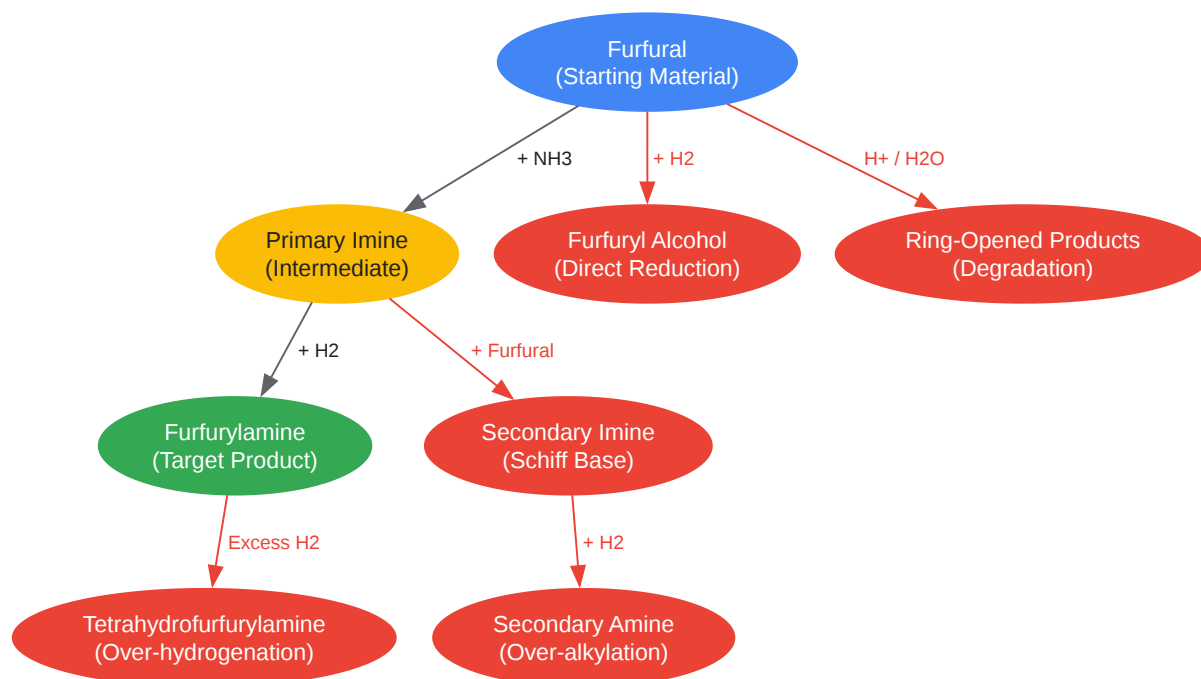 Furfural
(Starting Material)
+ NH3
+ H2
H+ / H2O
Primary Imine
(Intermediate)
Furfuryl Alcohol
(Direct Reduction)
Ring-Opened Products
(Degradation)
+ H2
+ Furfural
Furfurylamine
(Target Product)
Secondary Imine
(Schiff Base)
Excess H2
+ H2
Tetrahydrofurfurylamine
(Over-hydrogenation)
Secondary Amine
(Over-alkylation)